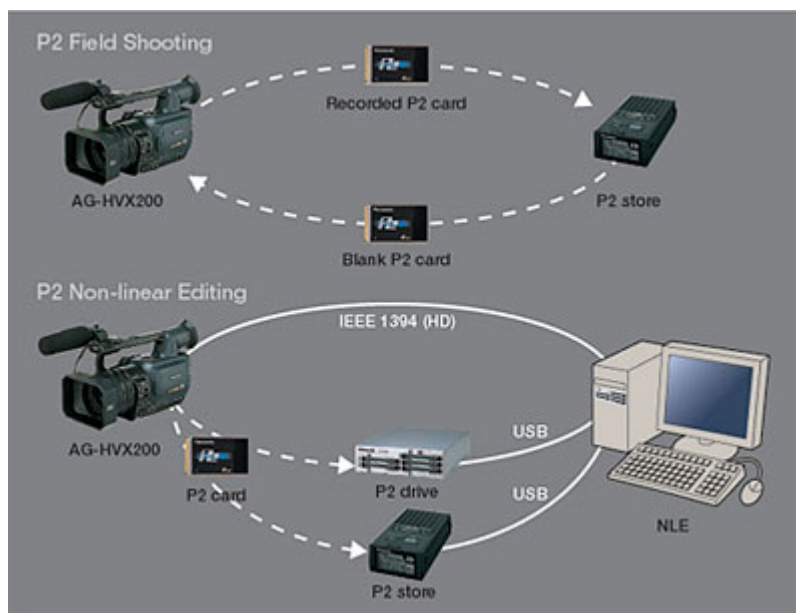 P2 Field Shooting
Recorded P2 card
AG-HVX200
P2 store
Blank P2 card
P2 Non-linear Editing
IEEE 1394 (HD)
AG-HVX200
P2 card
USB
P2 drive
USB
P2 store
NLE